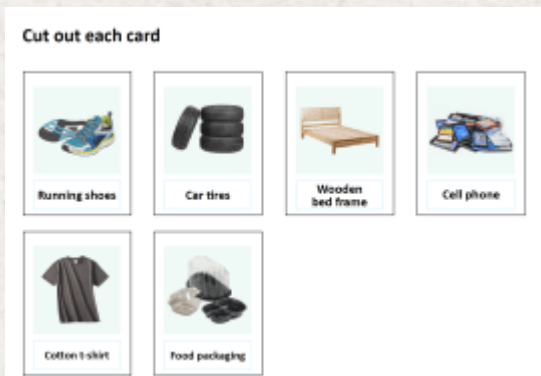 Cut out each card
Running shoes
Car tires
Wooden
bed frame
Cell phone
Cotton t-shirt
Food packaging